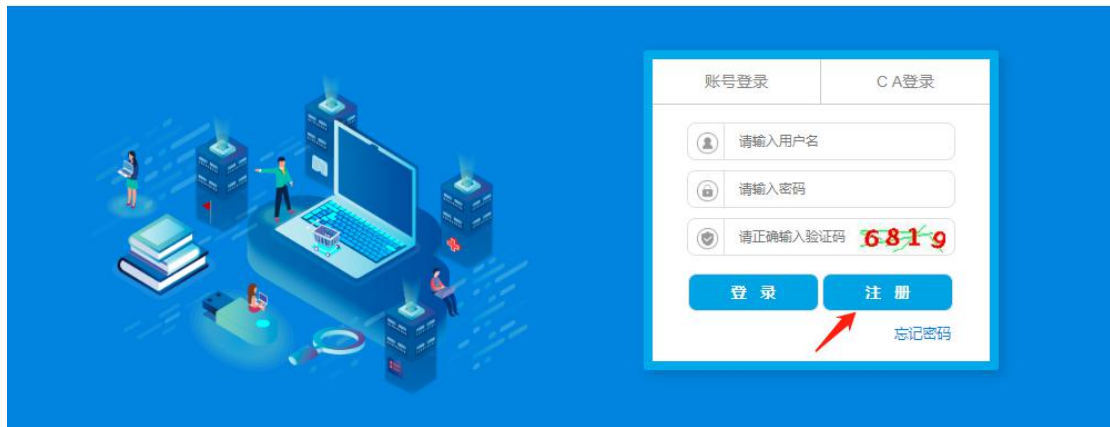 账号登录 CA登录
请输入用户名
请输入密码
请正确输入验证码 6819
登 录 注 册
忘记密码